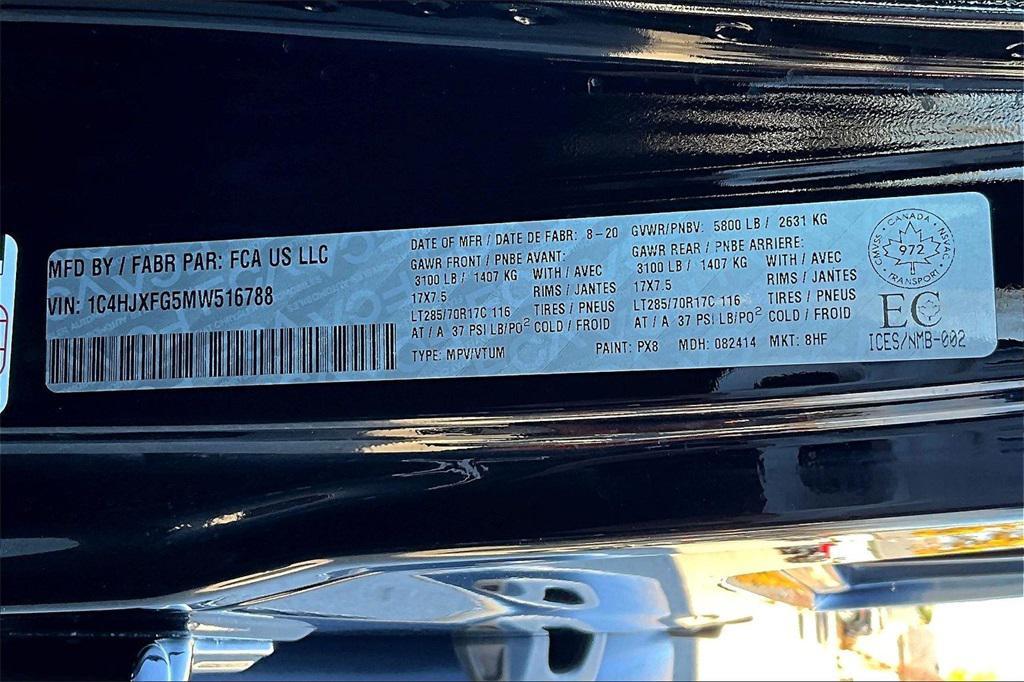 MFD BY / FABR PAR: FCA US LLC
VIN: 1C4HJXFG5MW516788
DATE OF MFR / DATE DE FABR: 8-20
GVWR/PNBV: 5800 LB / 2631 KG
GAWR FRONT / PNBE AVANT:
3100 LB / 1407 KG WITH / AVEC
17X7.5 RIMS / JANTES
LT285/70R17C 116 TIRES / PNEUS
AT / A 37 PSI LB/PO² COLD / FROID
GAWR REAR / PNBE ARRIERE:
3100 LB / 1407 KG WITH / AVEC
17X7.5 RIMS / JANTES
LT285/70R17C 116 TIRES / PNEUS
AT / A 37 PSI LB/PO² COLD / FROID
TYPE: MPV/VTUM PAINT: PX8 MDH: 082414 MKT: 8HF
CANADA
CMVSS NSVAC
972
TRANSPORT
EC
ICES/NMB-002